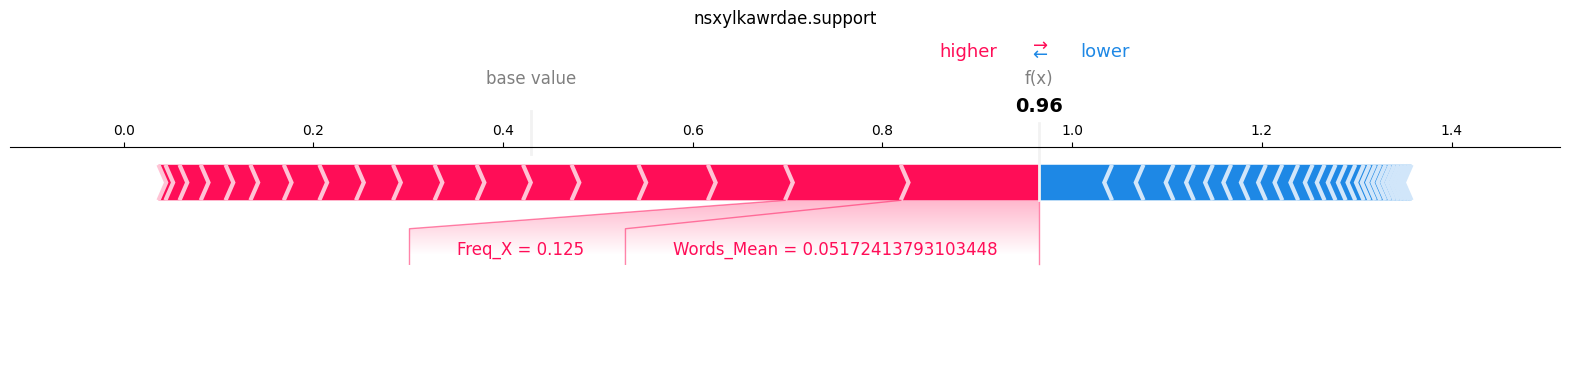 nsxylkawrdae.support
higher ⇄ lower
base value f(x)
0.96
0.0 0.2 0.4 0.6 0.8 1.0 1.2 1.4
Freq_X = 0.125 Words_Mean = 0.05172413793103448